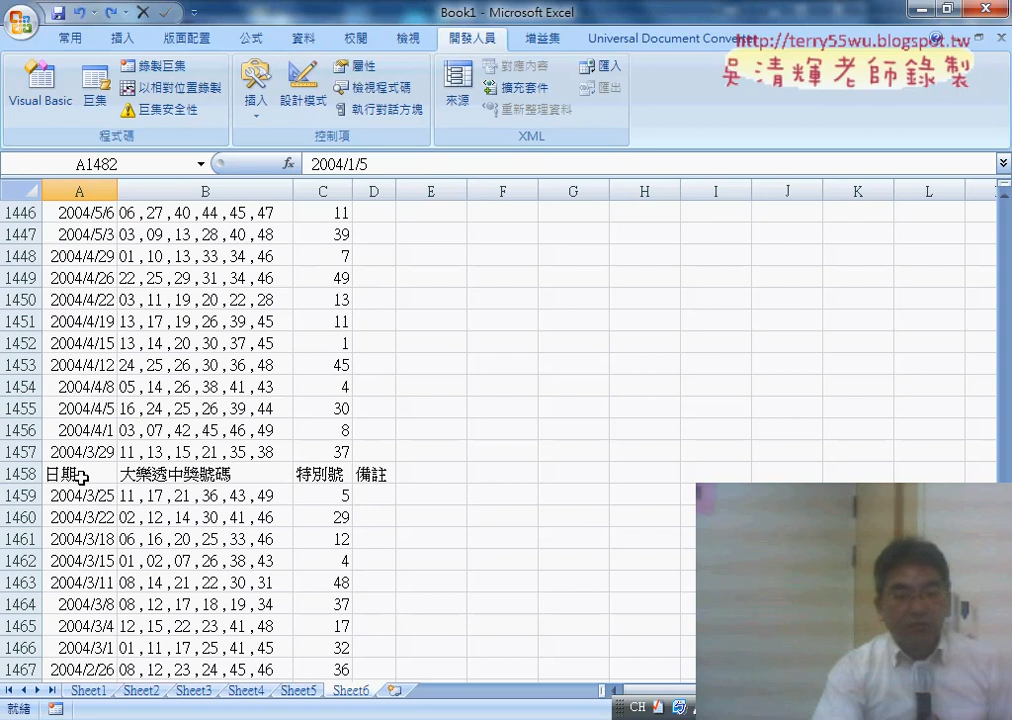 Book1 - Microsoft Excel
常用 插入 版面配置 公式 資料 校閱 檢視 開發人員 增益集 Universal Document Conver
http://terry55wu.blogspot.tw
吳清輝老師錄製
Visual Basic 巨集 錄製巨集 以相對位置錄製 巨集安全性
插入 設計模式 屬性 檢視程式碼 執行對話方塊
來源 對應內容 擴充套件 重新整理資料 匯入 匯出
程式碼 控制項 XML
A1482 fx 2004/1/5
A B C D E F G H I J K L
1446 2004/5/6 06 ,27 ,40 ,44 ,45 ,47 11
1447 2004/5/3 03 ,09 ,13 ,28 ,40 ,48 39
1448 2004/4/29 01 ,10 ,13 ,33 ,34 ,46 7
1449 2004/4/26 22 ,25 ,29 ,31 ,34 ,46 49
1450 2004/4/22 03 ,11 ,19 ,20 ,22 ,28 13
1451 2004/4/19 13 ,17 ,19 ,26 ,39 ,45 11
1452 2004/4/15 13 ,14 ,20 ,30 ,37 ,45 1
1453 2004/4/12 24 ,25 ,26 ,30 ,36 ,48 45
1454 2004/4/8 05 ,14 ,26 ,38 ,41 ,43 4
1455 2004/4/5 16 ,24 ,25 ,26 ,39 ,44 30
1456 2004/4/1 03 ,07 ,42 ,45 ,46 ,49 8
1457 2004/3/29 11 ,13 ,15 ,21 ,35 ,38 37
1458 日期 大樂透中獎號碼 特別號 備註
1459 2004/3/25 11 ,17 ,21 ,36 ,43 ,49 5
1460 2004/3/22 02 ,12 ,14 ,30 ,41 ,46 29
1461 2004/3/18 06 ,16 ,20 ,25 ,33 ,46 12
1462 2004/3/15 01 ,02 ,07 ,26 ,38 ,43 4
1463 2004/3/11 08 ,14 ,21 ,22 ,30 ,31 48
1464 2004/3/8 08 ,12 ,17 ,18 ,19 ,34 37
1465 2004/3/4 12 ,15 ,22 ,23 ,41 ,48 17
1466 2004/3/1 01 ,11 ,17 ,25 ,41 ,45 32
1467 2004/2/26 08 ,12 ,23 ,24 ,45 ,46 36
Sheet1 Sheet2 Sheet3 Sheet4 Sheet5 Sheet6
就緒 CH